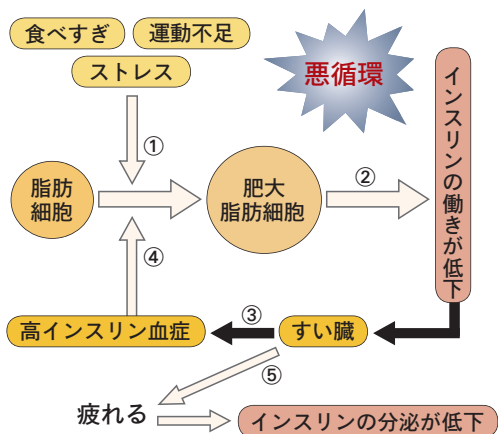 食べすぎ
運動不足
ストレス
悪循環
①
脂肪
細胞
肥大
脂肪細胞
②
インスリンの働きが低下
④
高インスリン血症
③
すい臓
⑤
疲れる
インスリンの分泌が低下